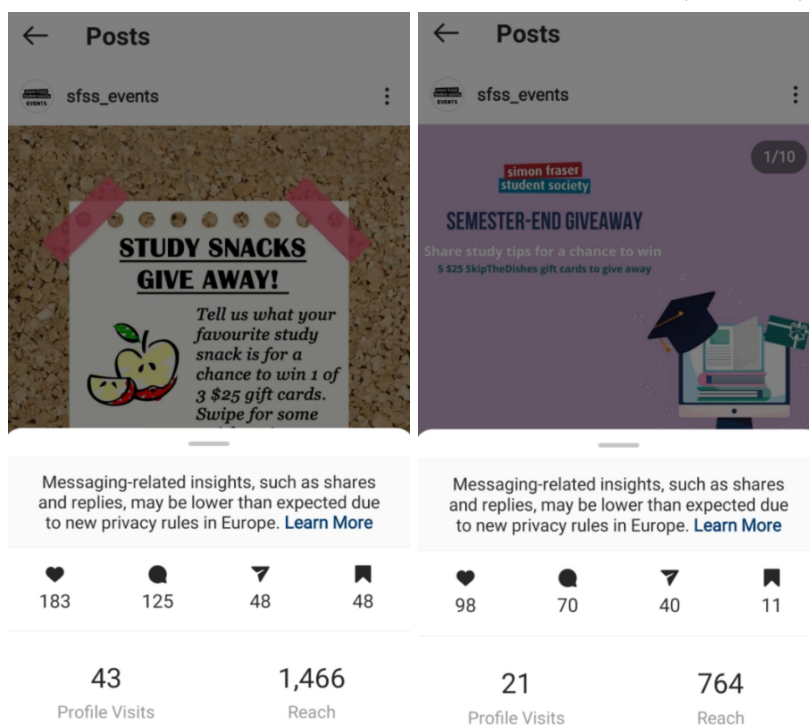 Posts
sfss_events
STUDY SNACKS
GIVE AWAY!
Tell us what your
favourite study
snack is for a
chance to win 1 of
3 $25 gift cards.
Swipe for some
Messaging-related insights, such as shares
and replies, may be lower than expected due
to new privacy rules in Europe. Learn More
183 125 48 48
43 1,466
Profile Visits Reach
Posts
sfss_events
1/10
simon fraser
student society
SEMESTER-END GIVEAWAY
Share study tips for a chance to win
5 $25 SkipTheDishes gift cards to give away
Messaging-related insights, such as shares
and replies, may be lower than expected due
to new privacy rules in Europe. Learn More
98 70 40 11
21 764
Profile Visits Reach